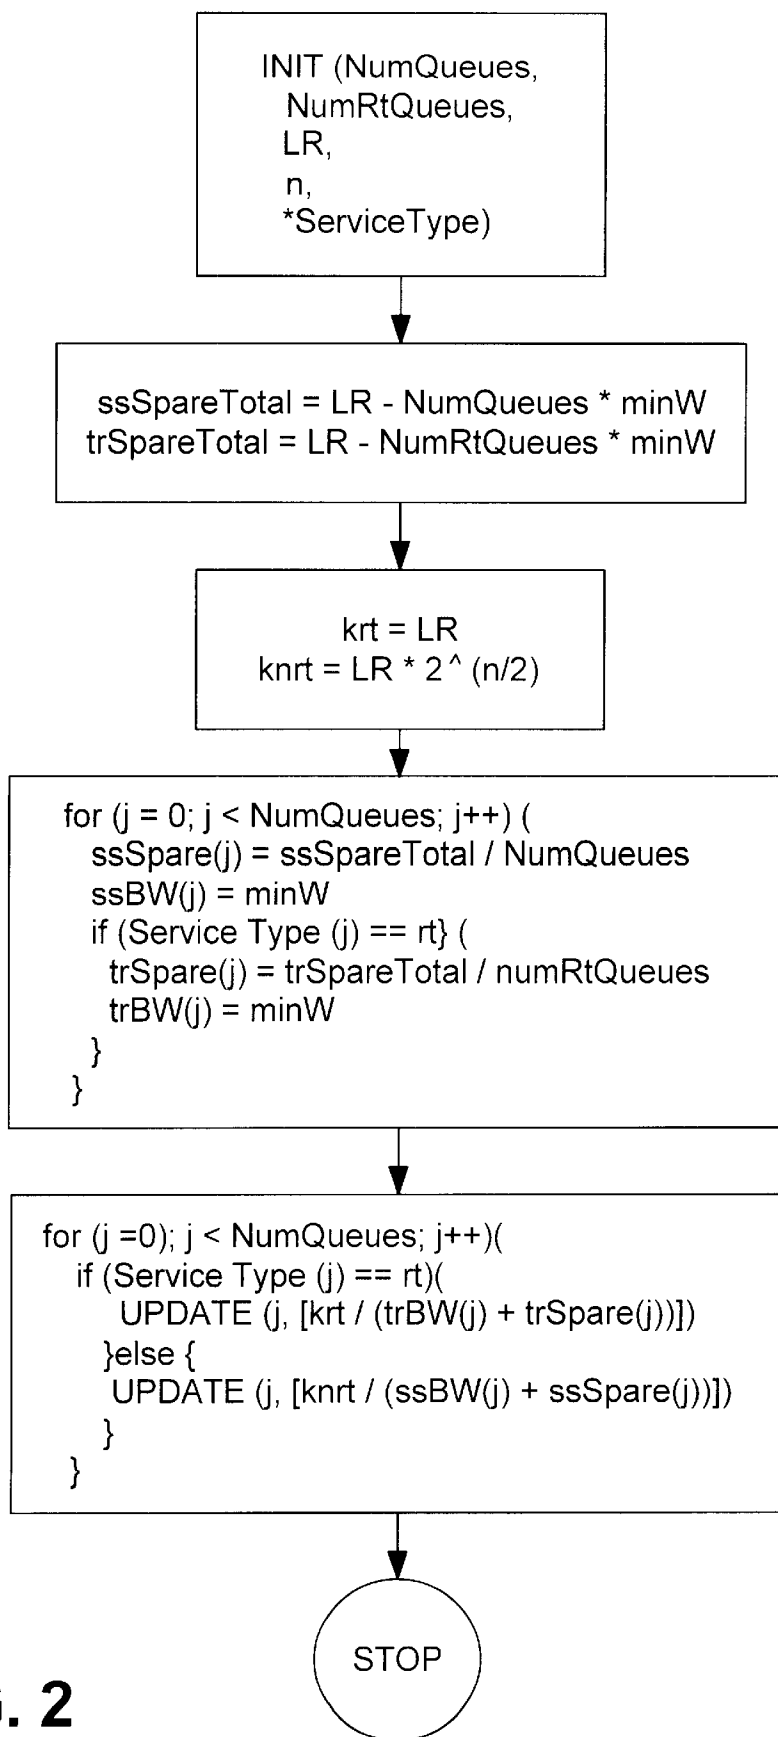 INIT (NumQueues,
NumRtQueues,
LR,
n,
*ServiceType)
ssSpareTotal = LR - NumQueues * minW
trSpareTotal = LR - NumRtQueues * minW
krt = LR
knrt = LR * 2 ^ (n/2)
for (j = 0; j < NumQueues; j++) (
ssSpare(j) = ssSpareTotal / NumQueues
ssBW(j) = minW
if (Service Type (j) == rt} (
trSpare(j) = trSpareTotal / numRtQueues
trBW(j) = minW
}
}
for (j =0); j < NumQueues; j++)(
if (Service Type (j) == rt)(
UPDATE (j, [krt / (trBW(j) + trSpare(j))])
}else {
UPDATE (j, [knrt / (ssBW(j) + ssSpare(j))])
}
}
STOP
. 2